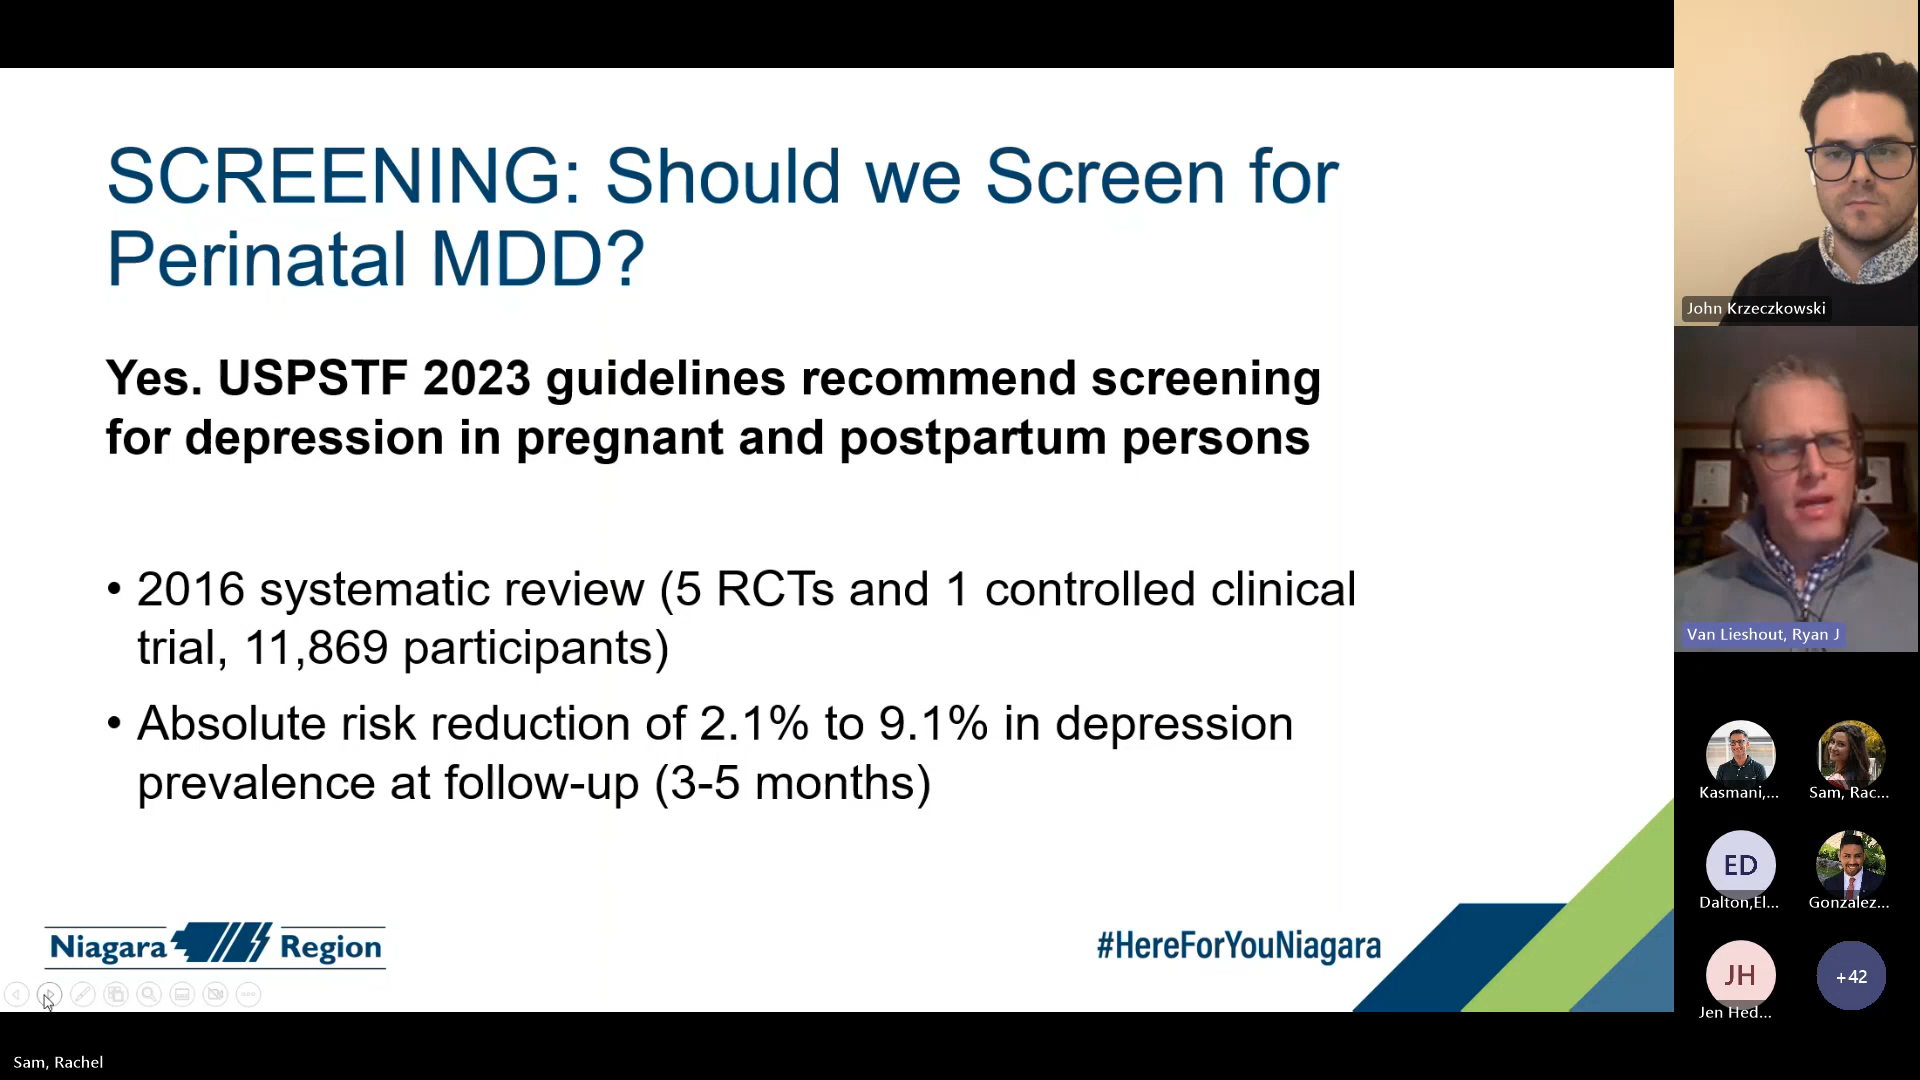 SCREENING: Should we Screen for
Perinatal MDD?
Yes. USPSTF 2023 guidelines recommend screening
for depression in pregnant and postpartum persons
• 2016 systematic review (5 RCTs and 1 controlled clinical
trial, 11,869 participants)
• Absolute risk reduction of 2.1% to 9.1% in depression
prevalence at follow-up (3-5 months)
Niagara Region
#HereForYouNiagara
Sam, Rachel
John Krzeczkowski
Van Lieshout, Ryan J
Kasmani,...
Sam, Rac...
ED
Dalton,El...
Gonzalez...
JH
Jen Hed...
+42